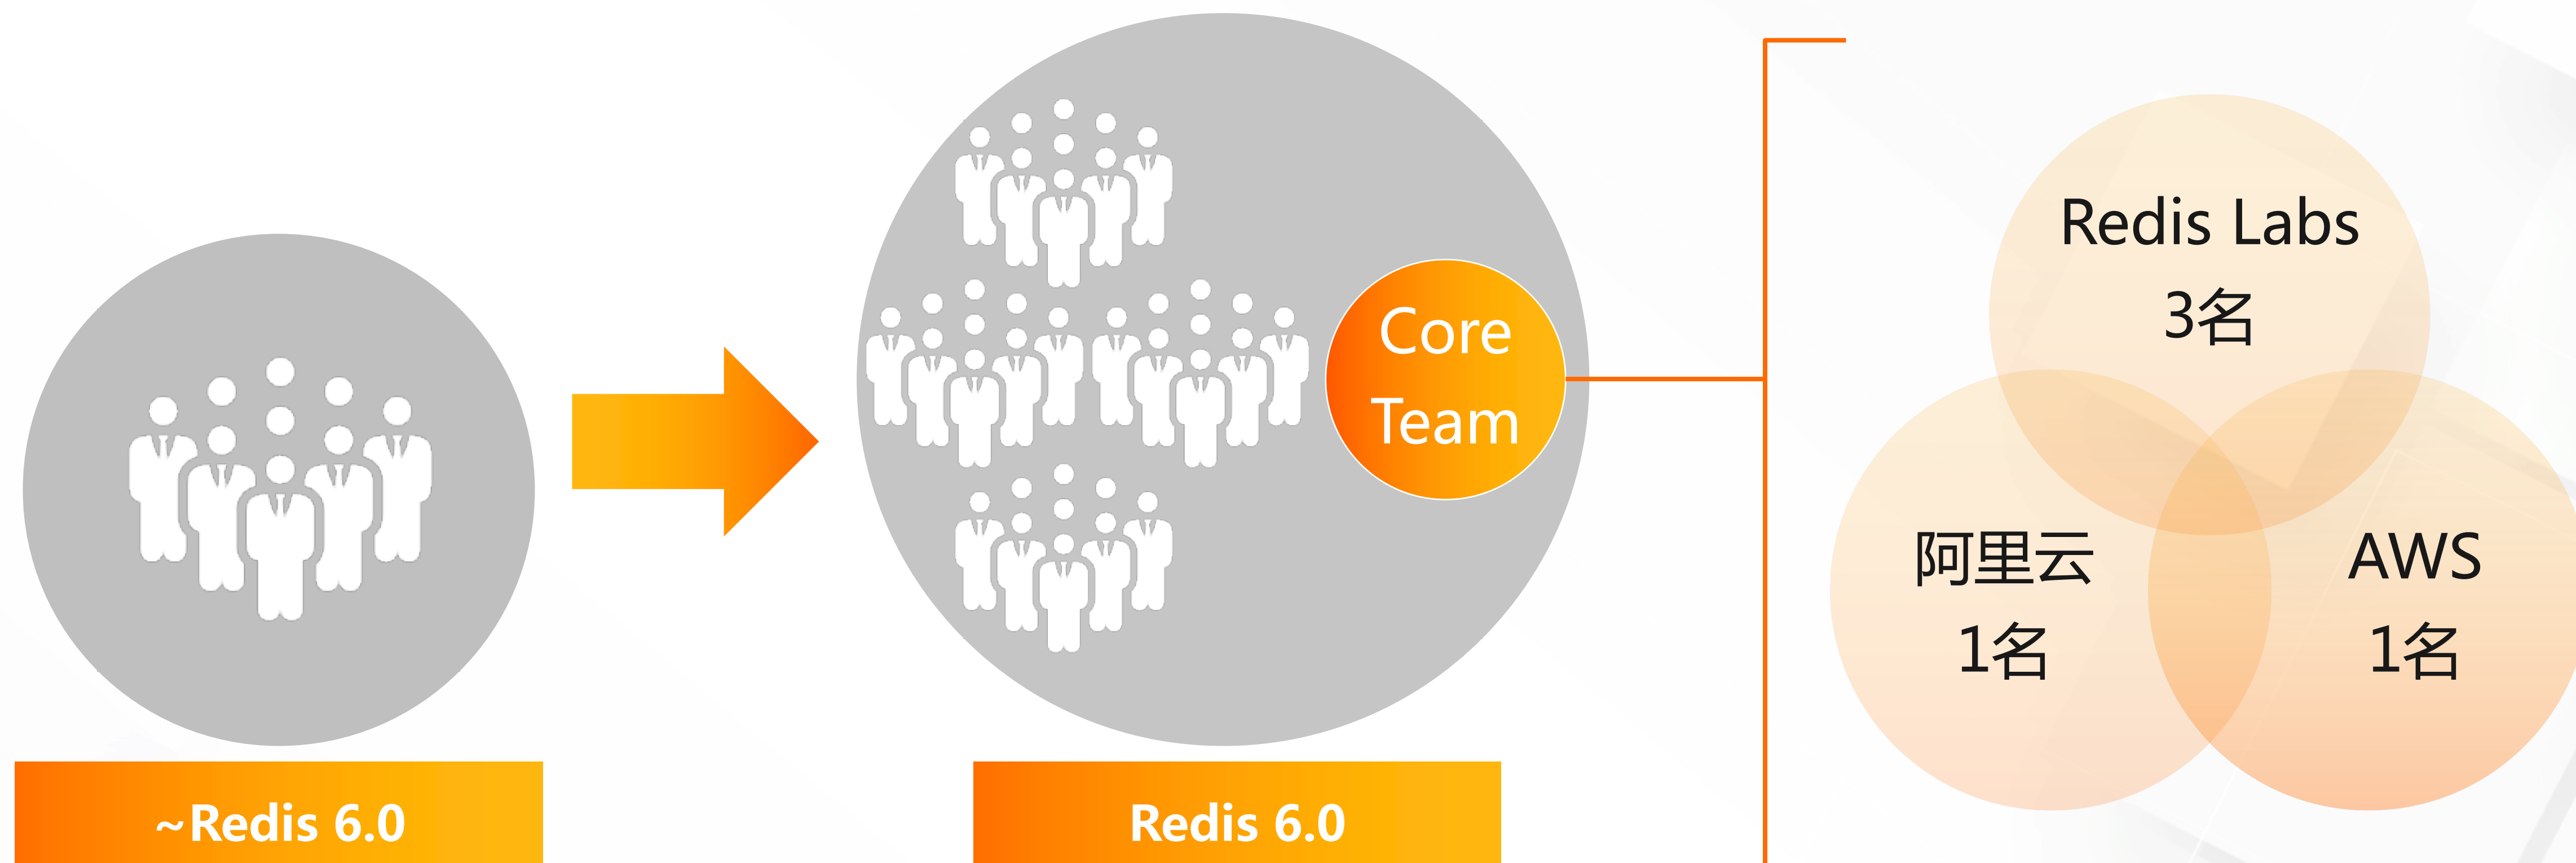 ~Redis 6.0
Core
Team
Redis 6.0
Redis Labs
3名
阿里云
1名
AWS
1名